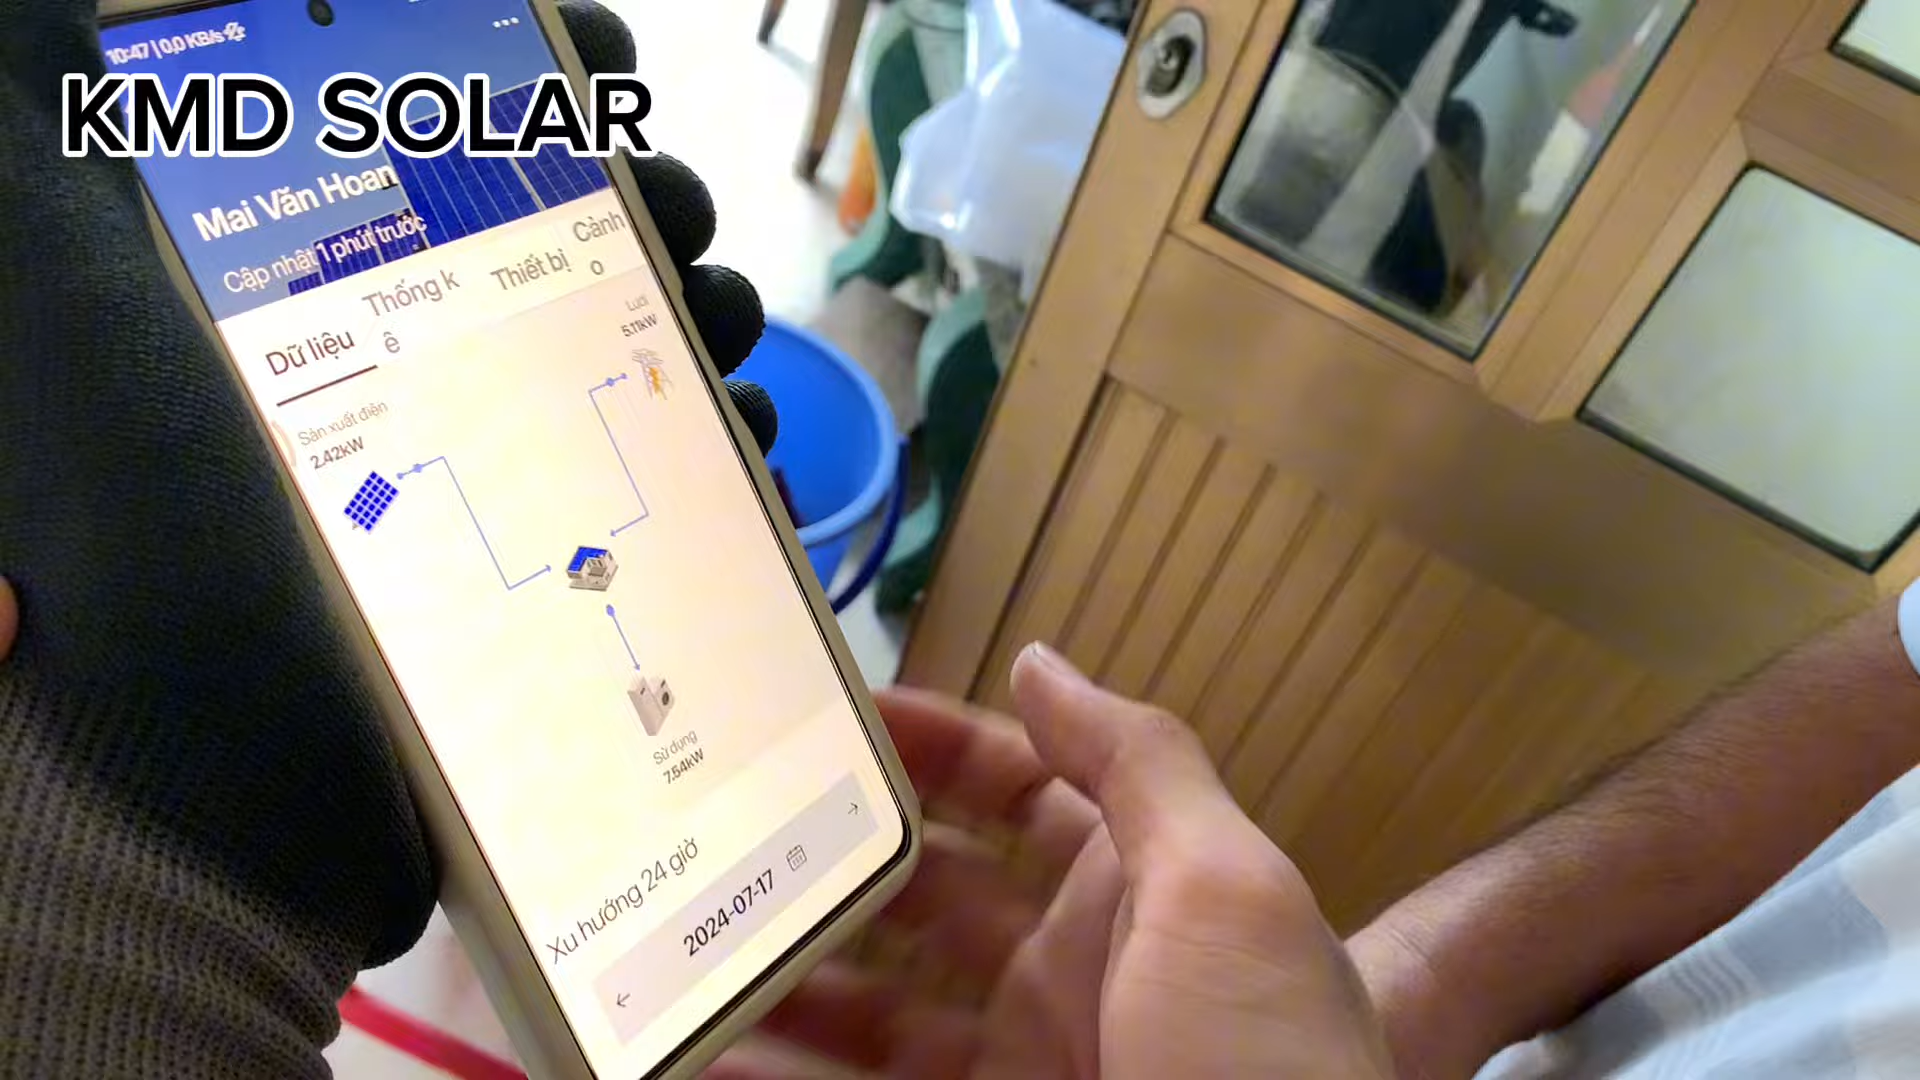 10:47 | 0,0 KB/s
KMD SOLAR
Mai Văn Hoan
Cập nhật 1 phút trước
Dữ liệu
Thống k
ê
Thiết bị
Cảnh
o
Lưới
5.11kW
Sản xuất điện
2.42kW
Sử dụng
7.54kW
Xu hướng 24 giờ
← 2024-07-17 →